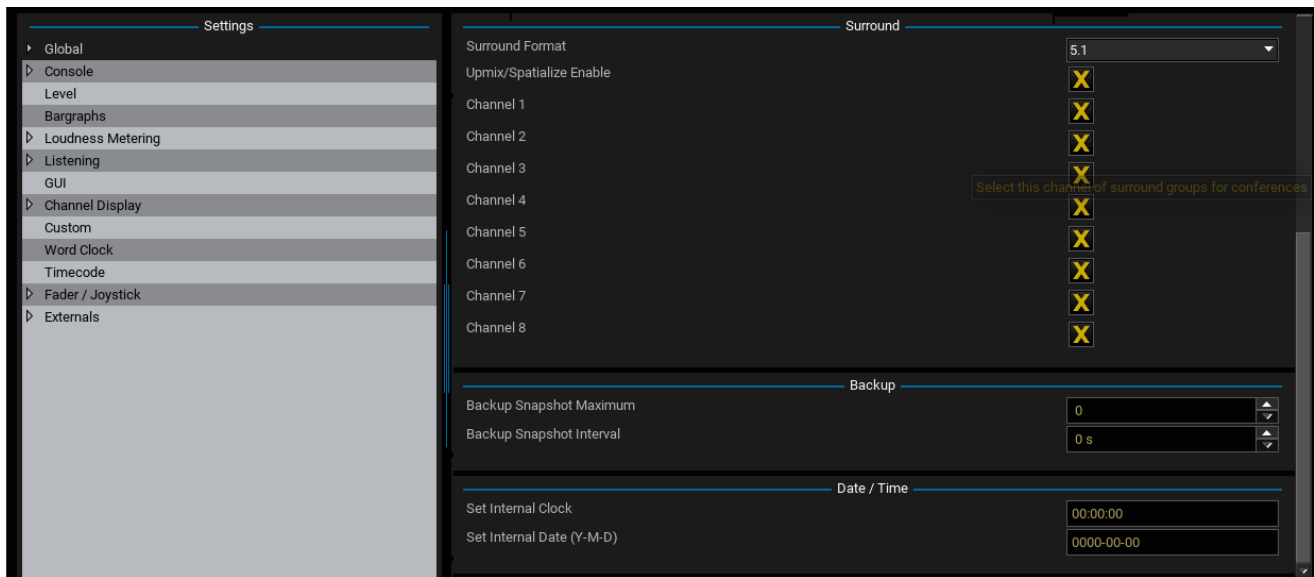 Settings
Global
Console
Level
Bargraphs
Loudness Metering
Listening
GUI
Channel Display
Custom
Word Clock
Timecode
Fader / Joystick
Externals
Surround
Surround Format
5.1
Upmix/Spatialize Enable
X
Channel 1
X
Channel 2
X
Channel 3
X
Select this channel of surround groups for conferences
Channel 4
X
Channel 5
X
Channel 6
X
Channel 7
X
Channel 8
X
Backup
Backup Snapshot Maximum
0
Backup Snapshot Interval
0 s
Date / Time
Set Internal Clock
00:00:00
Set Internal Date (Y-M-D)
0000-00-00